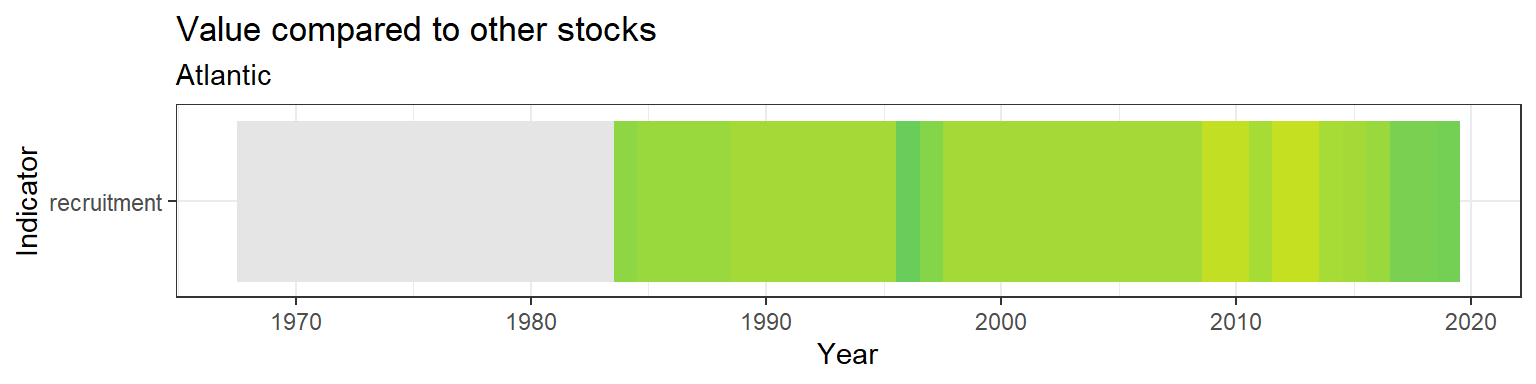 Value compared to other stocks
Atlantic
Indicator
recruitment
1970 1980 1990 2000 2010 2020
Year